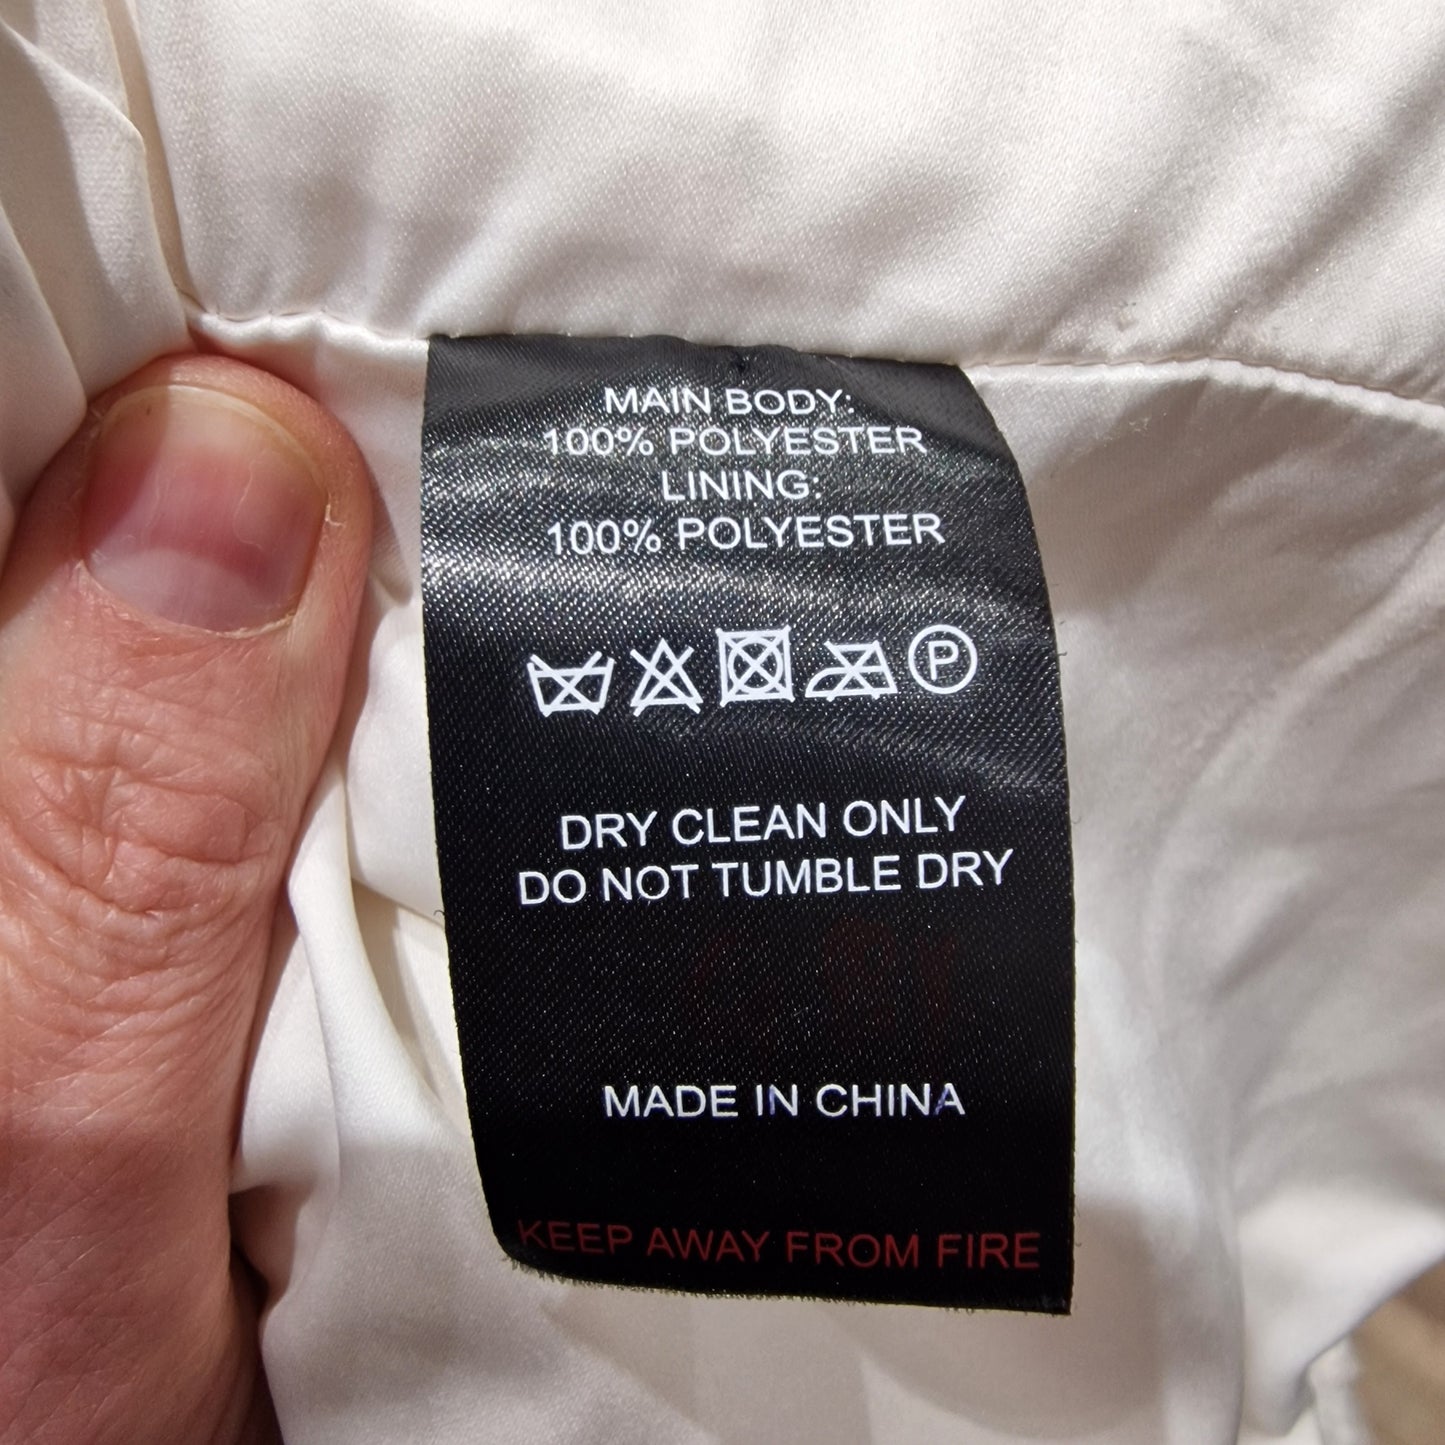 MAIN BODY:
100% POLYESTER
LINING:
100% POLYESTER
P
DRY CLEAN ONLY
DO NOT TUMBLE DRY
MADE IN CHINA
KEEP AWAY FROM FIRE